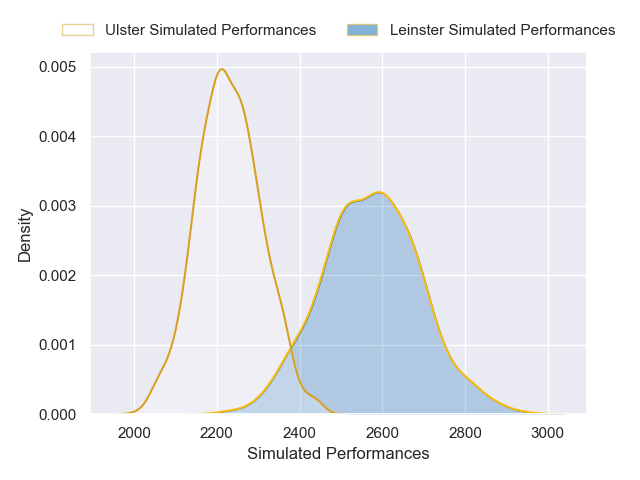 Ulster Simulated Performances Leinster Simulated Performances
0.005
0.004
0.003
0.002
0.001
0.000
Density
2000 2200 2400 2600 2800 3000
Simulated Performances